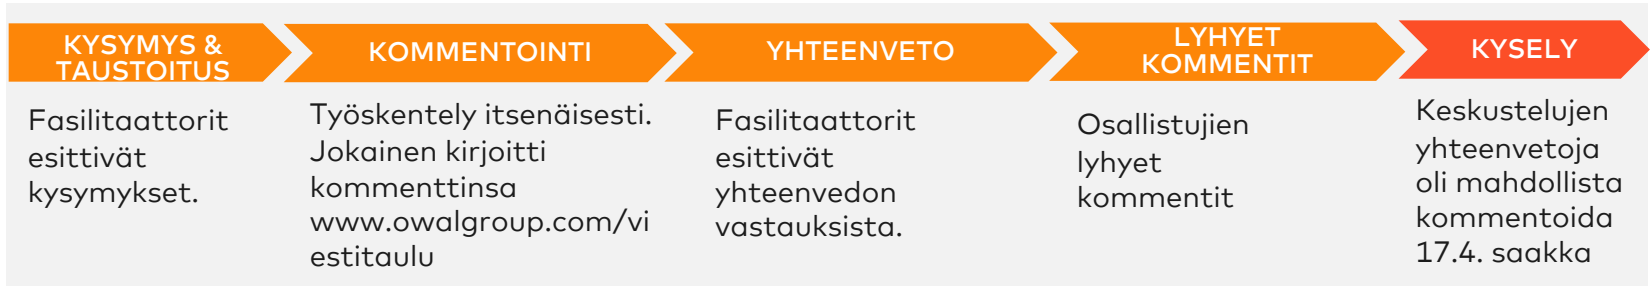 KYSYMYS &
TAUSTOITUS
Fasilitaattorit
esittivät
kysymykset.
KOMMENTOINTI
Työskentely itsenäisesti.
Jokainen kirjoitti
kommenttinsa
www.owalgroup.com/vi
estitaulu
YHTEENVETO
Fasilitaattorit
esittivät
yhteenvedon
vastauksista.
LYHYET
KOMMENTIT
Osallistujien
lyhyet
kommentit
KYSELY
Keskustelujen
yhteenvetoja
oli mahdollista
kommentoida
17.4. saakka